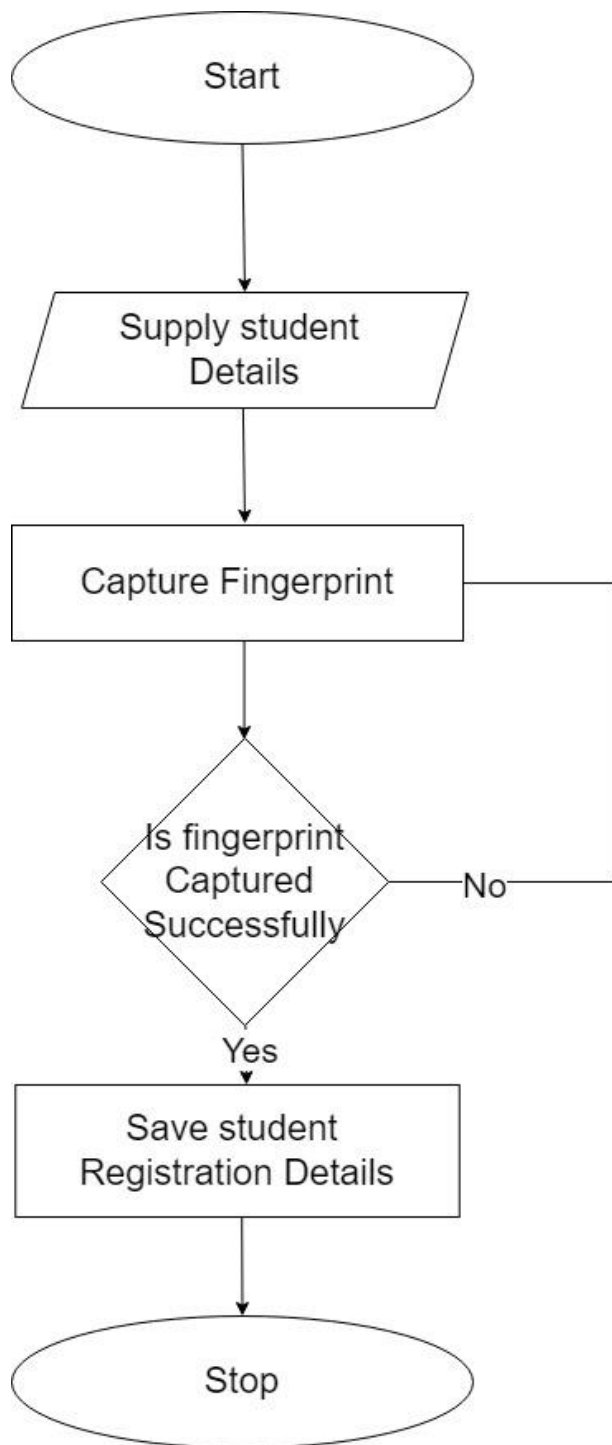 Start
Supply student
Details
Capture Fingerprint
Is fingerprint
Captured
Successfully
No
Yes
Save student
Registration Details
Stop